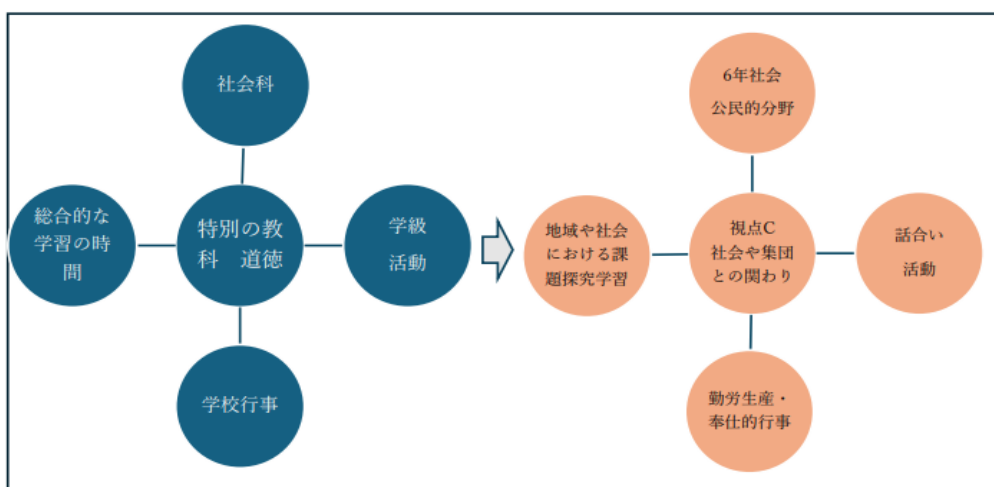 社会科
総合的な
学習の時
間
特別の教
科　道徳
学級
活動
学校行事
6年社会
公民的分野
地域や社会
における課
題探究学習
視点C
社会や集団
との関わり
話合い
活動
勤労生産・
奉仕的行事